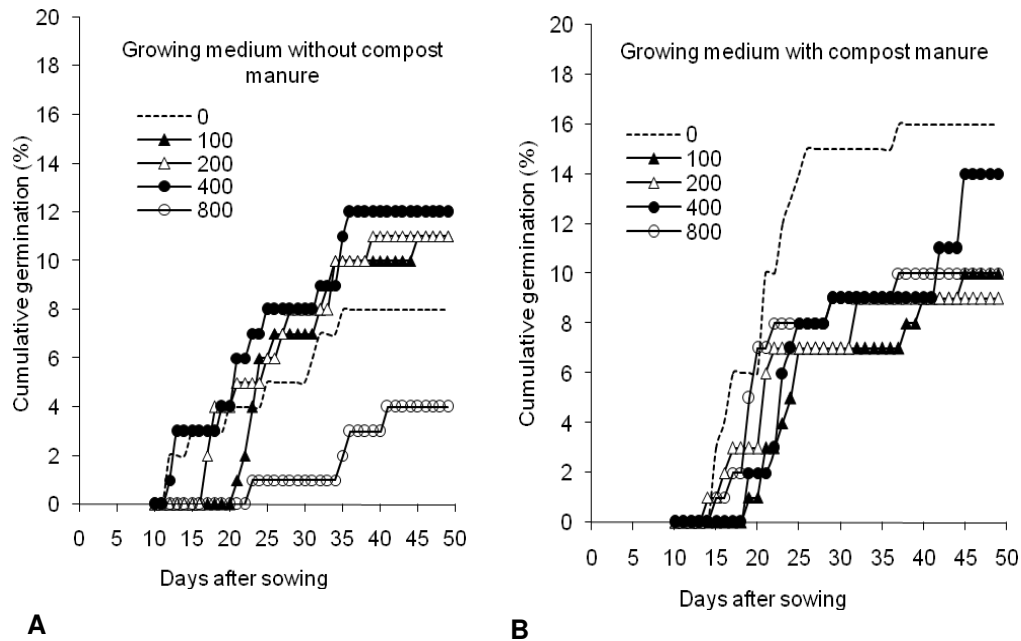 20
18
16
14
12
10
8
6
4
2
0
Cumulative germination (%)
Growing medium without compost
manure
0
100
200
400
800
0 5 10 15 20 25 30 35 40 45 50
Days after sowing
A
20
18
16
14
12
10
8
6
4
2
0
Cumulative germination (%)
Growing medium with compost manure
0
100
200
400
800
0 5 10 15 20 25 30 35 40 45 50
Days after sowing
B